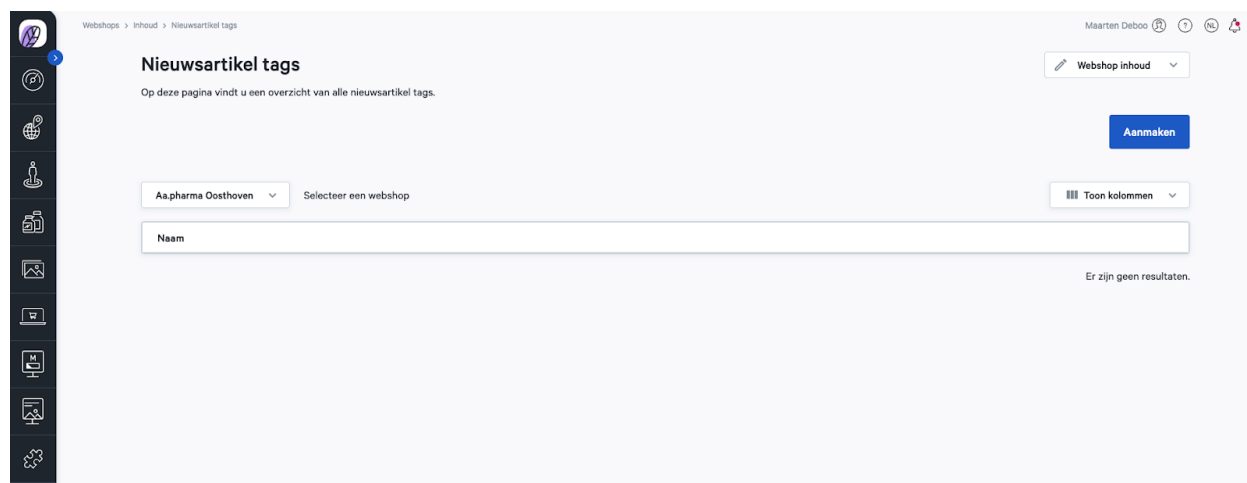 Webshops > Inhoud > Nieuwsartikel tags
Maarten Deboo ? NL
Nieuwsartikel tags
Webshop inhoud
Op deze pagina vindt u een overzicht van alle nieuwsartikel tags.
Aanmaken
Aa.pharma Oosthoven
Selecteer een webshop
Toon kolommen
Naam
Er zijn geen resultaten.
M